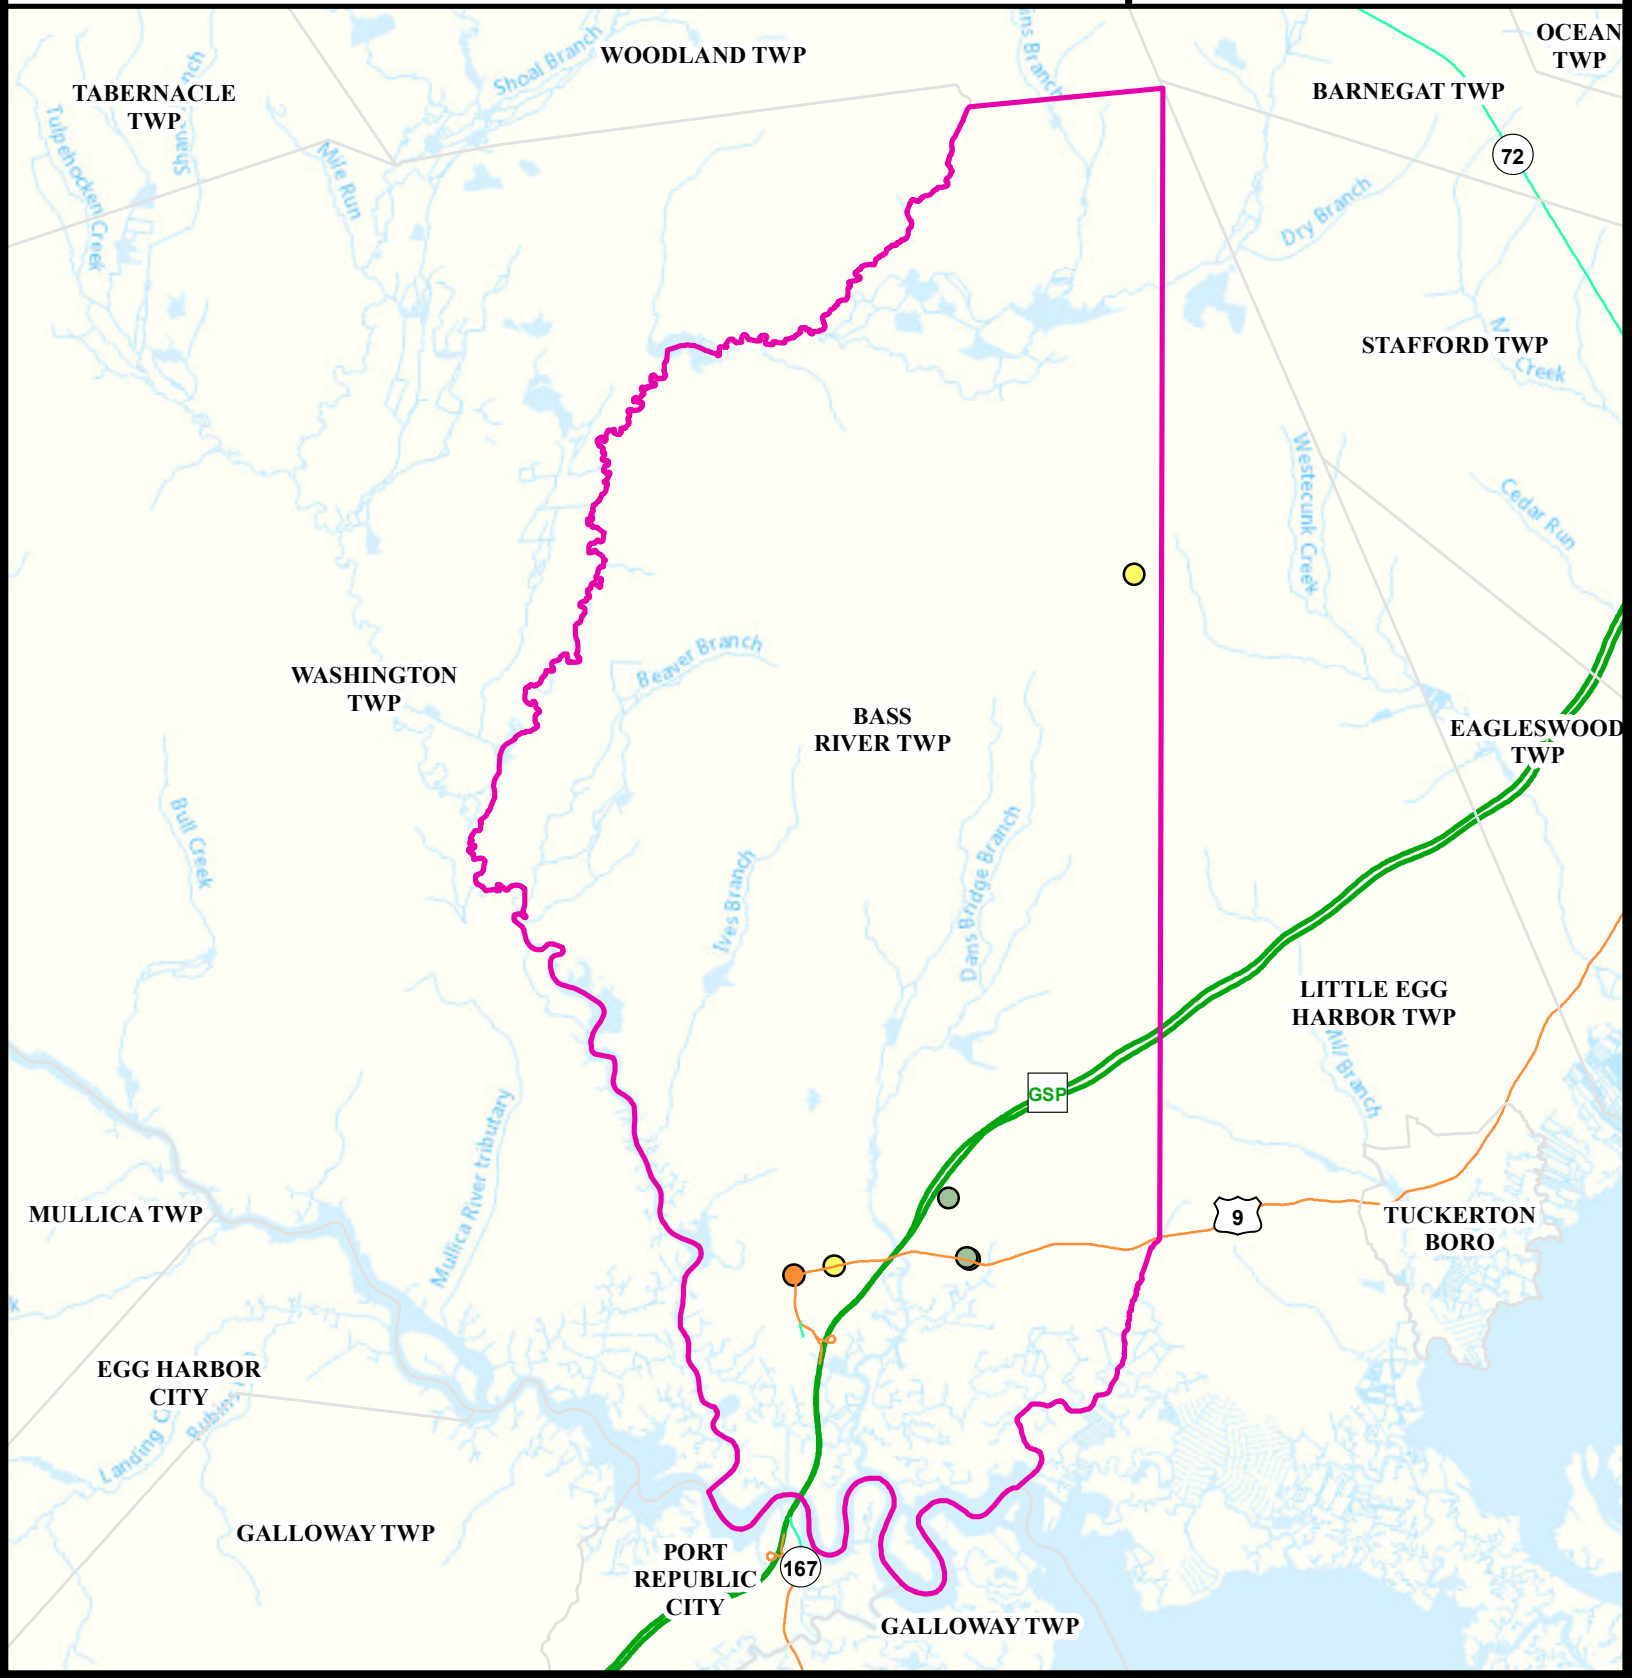 WOODLAND TWP
OCEAN
TWP
TABERNACLE
TWP
BARNEGAT TWP
Shoal Branch
Branch
Tulpehocken Creek
Mile Run
72
Dry Branch
STAFFORD TWP
Creek
Westecunk Creek
Cedar Run
Beaver Branch
WASHINGTON
TWP
BASS
RIVER TWP
EAGLESWOOD
TWP
Bull Creek
Ives Branch
Dans Bridge Branch
LITTLE EGG
HARBOR TWP
Mill Branch
GSP
Mullica River tributary
MULLICA TWP
9
TUCKERTON
BORO
EGG HARBOR
CITY
Landing
GALLOWAY TWP
PORT
REPUBLIC
CITY
167
GALLOWAY TWP